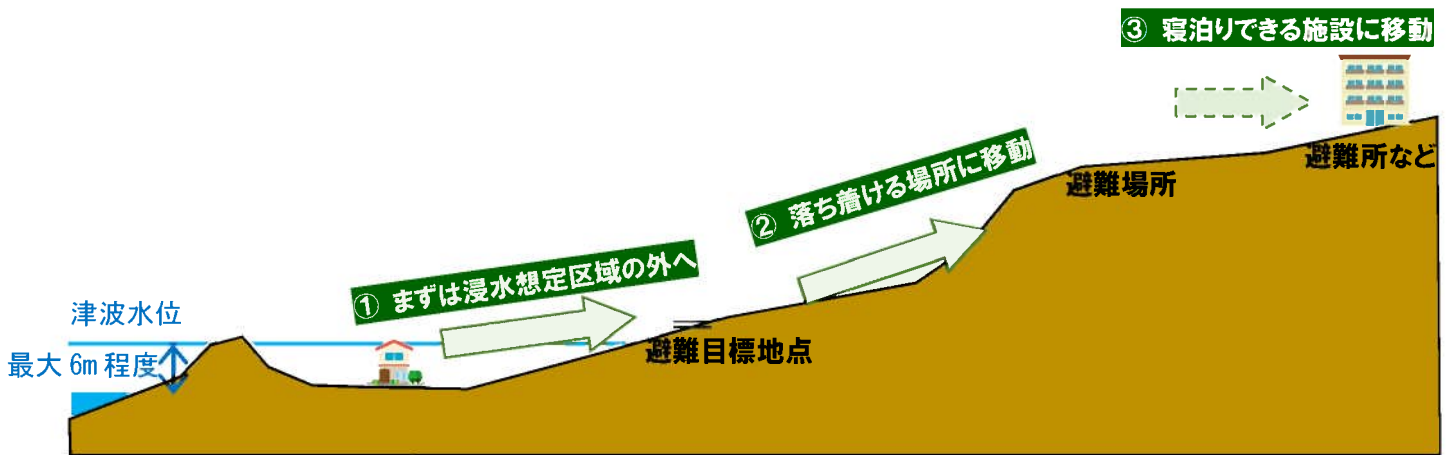 ③ 寝泊りできる施設に移動
避難所など
② 落ち着ける場所に移動
避難場所
① まずは浸水想定区域の外へ
避難目標地点
津波水位
最大6m程度